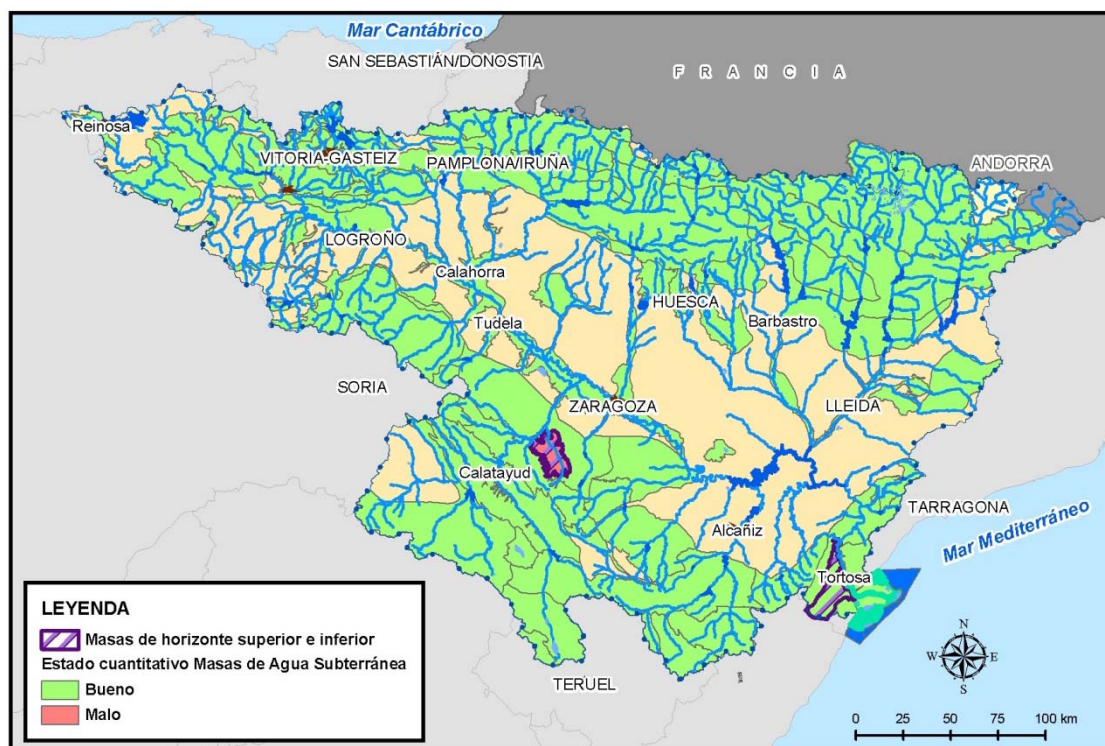 Mar Cantábrico
SAN SEBASTIÁN/DONOSTIA
FRANCIA
Reinosa
VITORIA-GASTEIZ
PAMPLONA/IRUÑA
ANDORRA
LOGROÑO
Calahorra
HUESCA
Tudela
Barbastro
SORIA
ZARAGOZA
LLEIDA
Calatayud
TARRAGONA
Alcañiz
Mar Mediterráneo
Tortosa
TERUEL
LEYENDA
Masas de horizonte superior e inferior
Estado cuantitativo Masas de Agua Subterránea
Bueno
Malo
N
W
E
S
0 25 50 75 100 km